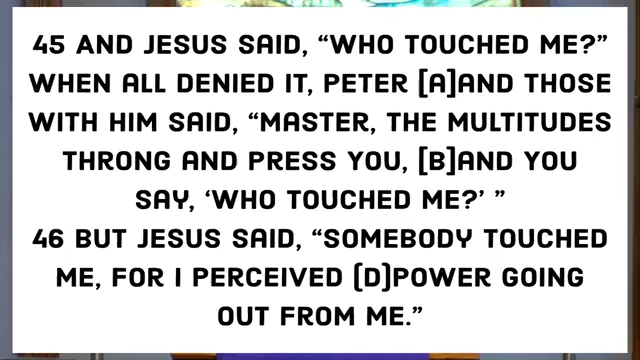 45 AND JESUS SAID, “WHO TOUCHED ME?”
WHEN ALL DENIED IT, PETER [A]AND THOSE
WITH HIM SAID, “MASTER, THE MULTITUDES
THRONG AND PRESS YOU, [B]AND YOU
SAY, ‘WHO TOUCHED ME?’ ”
46 BUT JESUS SAID, “SOMEBODY TOUCHED
ME, FOR I PERCEIVED [D]POWER GOING
OUT FROM ME.”